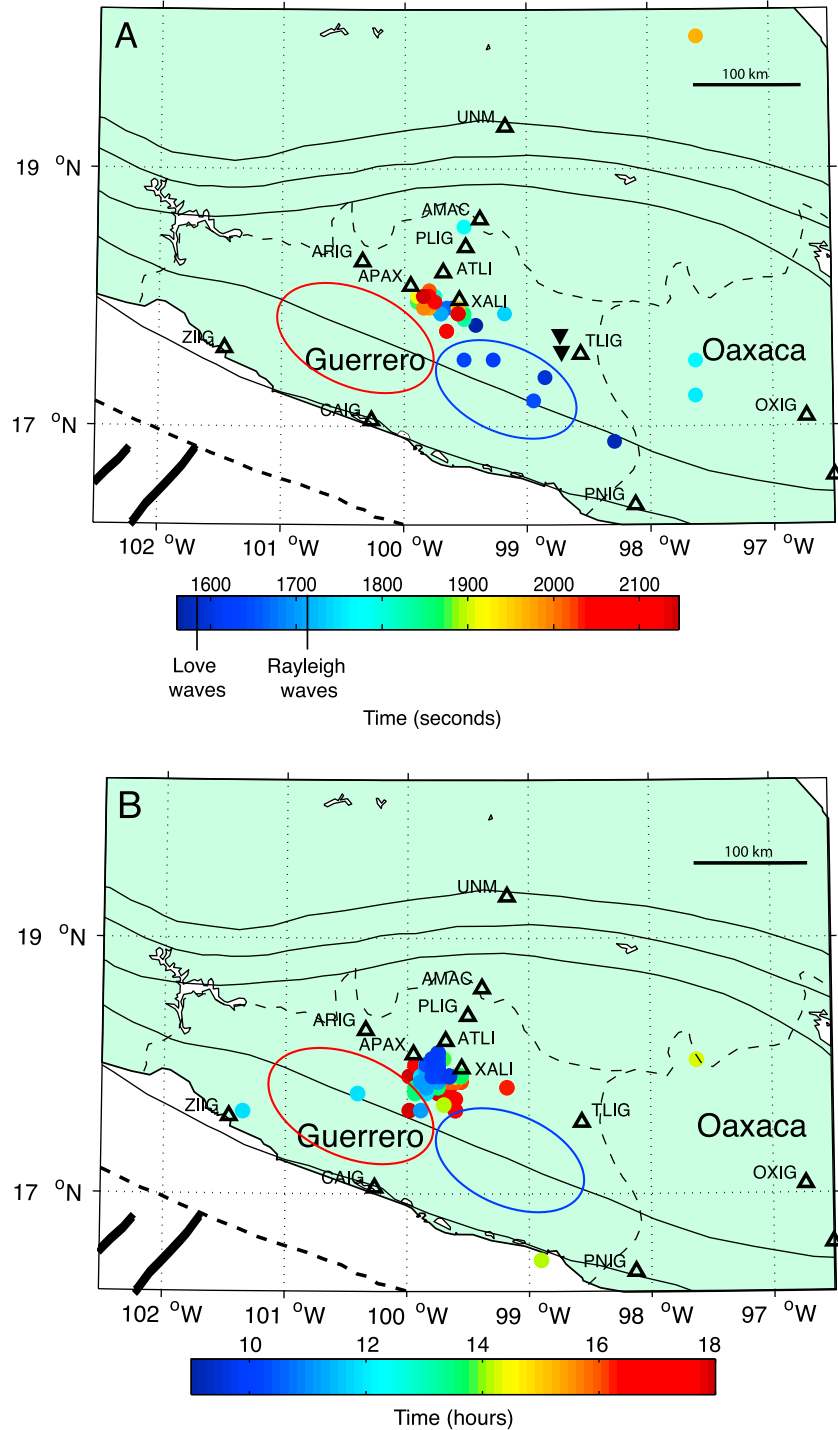 A
100 km
UNM
19 °N
AMAC
PLIG
ARIG
ATLI
APAX
XALI
ZIIG
TLIG
Guerrero
Oaxaca
CAIG
OXIG
17 °N
PNIG
102 °W 101 °W 100 °W 99 °W 98 °W 97 °W
1600 1700 1800 1900 2000 2100
Love waves
Rayleigh waves
Time (seconds)
B
100 km
UNM
19 °N
AMAC
PLIG
ARIG
ATLI
APAX
XALI
ZIIG
TLIG
Guerrero
Oaxaca
CAIG
OXIG
17 °N
PNIG
102 °W 101 °W 100 °W 99 °W 98 °W 97 °W
10 12 14 16 18
Time (hours)